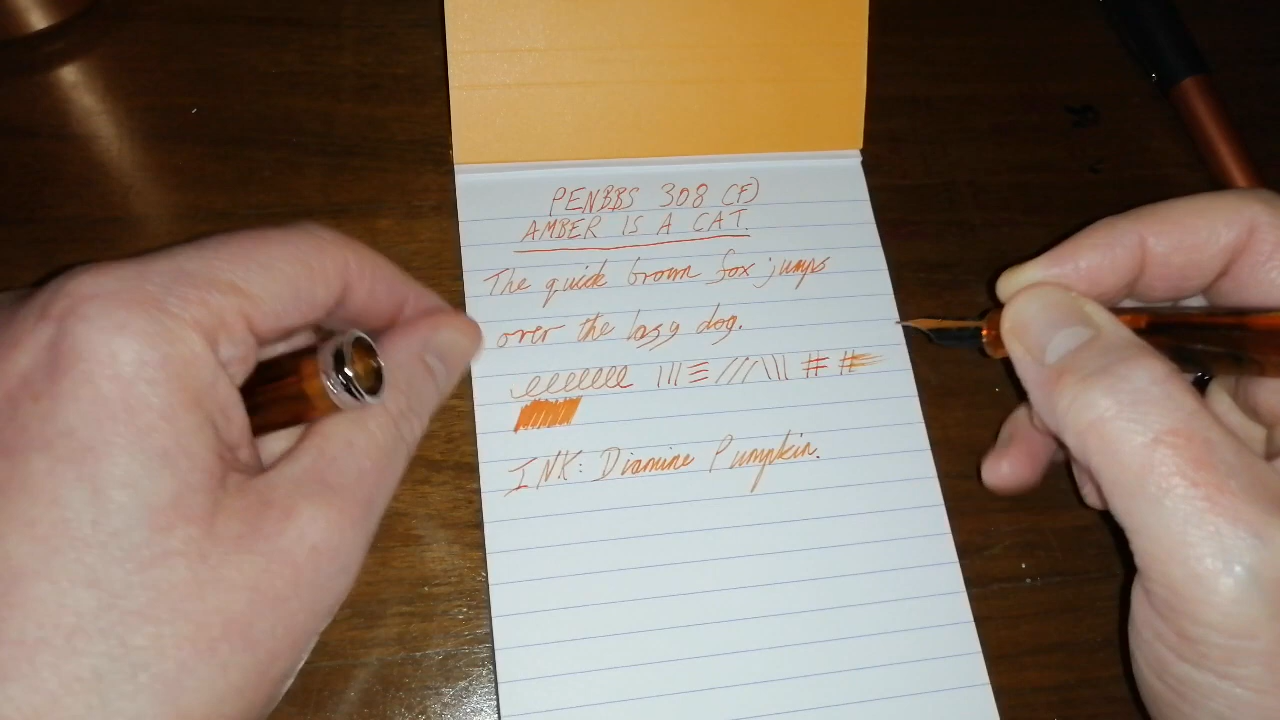 PENBBS 308 (F)
AMBER IS A CAT.
The quick brown fox jumps
over the lazy dog.
INK: Diamine Pumpkin.